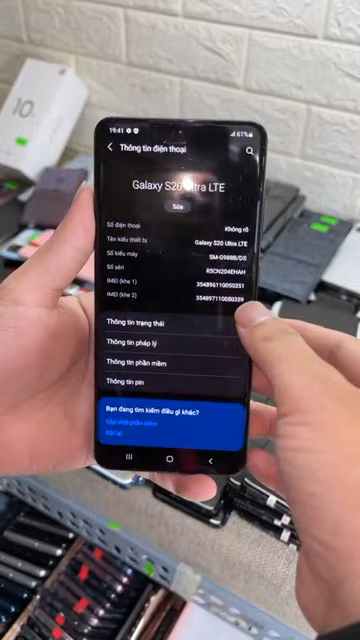 10
19:41
61%
Thông tin điện thoại
Galaxy S20 Ultra LTE
Sửa
Số điện thoại Không rõ
Tên kiểu thiết bị Galaxy S20 Ultra LTE
Số kiểu máy SM-G988B/DS
Số sêri R5CN204EHAH
IMEI (khe 1) 354896110050351
IMEI (khe 2) 354897110050359
Thông tin trạng thái
Thông tin pháp lý
Thông tin phần mềm
Thông tin pin
Bạn đang tìm kiếm điều gì khác?
Cập nhật phần mềm
Đặt lại